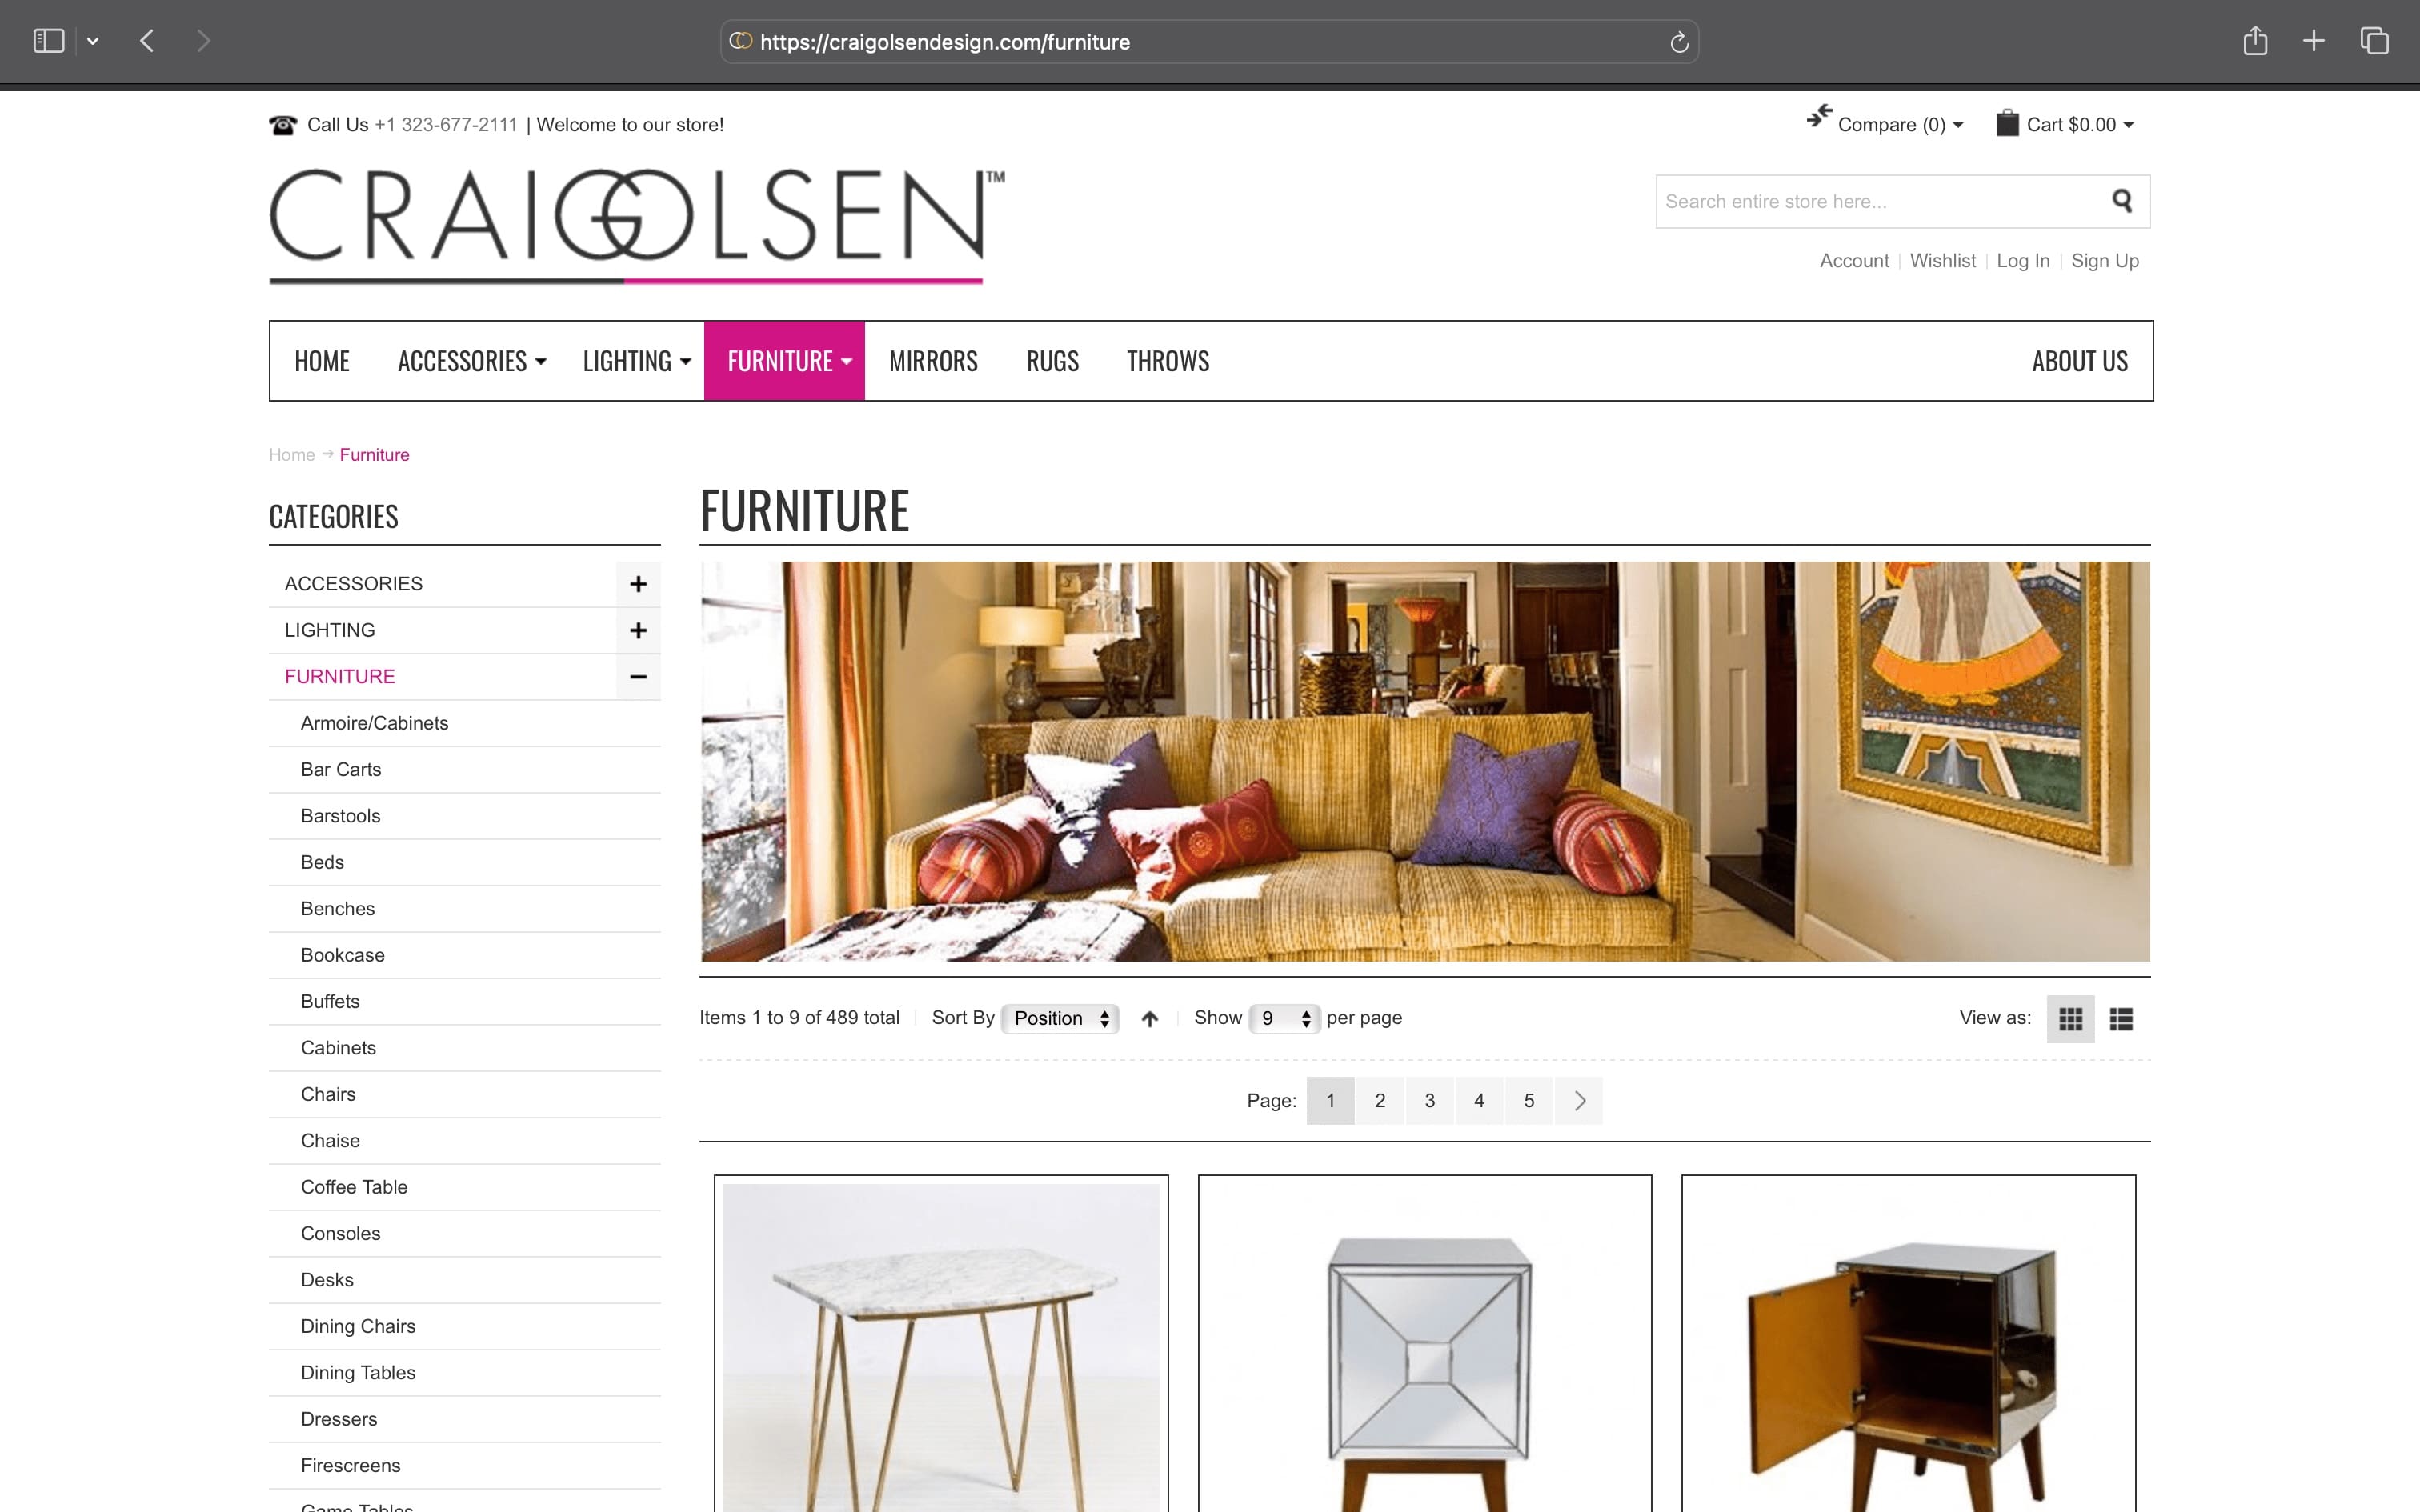 https://craigolsendesign.com/furniture
Call Us +1 323-677-2111 | Welcome to our store!
Compare (0)
Cart $0.00
CRAIGOLSEN™
Search entire store here...
Account | Wishlist | Log In | Sign Up
HOME ACCESSORIES LIGHTING FURNITURE MIRRORS RUGS THROWS ABOUT US
Home → Furniture
CATEGORIES
ACCESSORIES +
LIGHTING +
FURNITURE −
Armoire/Cabinets
Bar Carts
Barstools
Beds
Benches
Bookcase
Buffets
Cabinets
Chairs
Chaise
Coffee Table
Consoles
Desks
Dining Chairs
Dining Tables
Dressers
Firescreens
Game Tables
FURNITURE
Items 1 to 9 of 489 total | Sort By Position | Show 9 per page
View as:
Page: 1 2 3 4 5